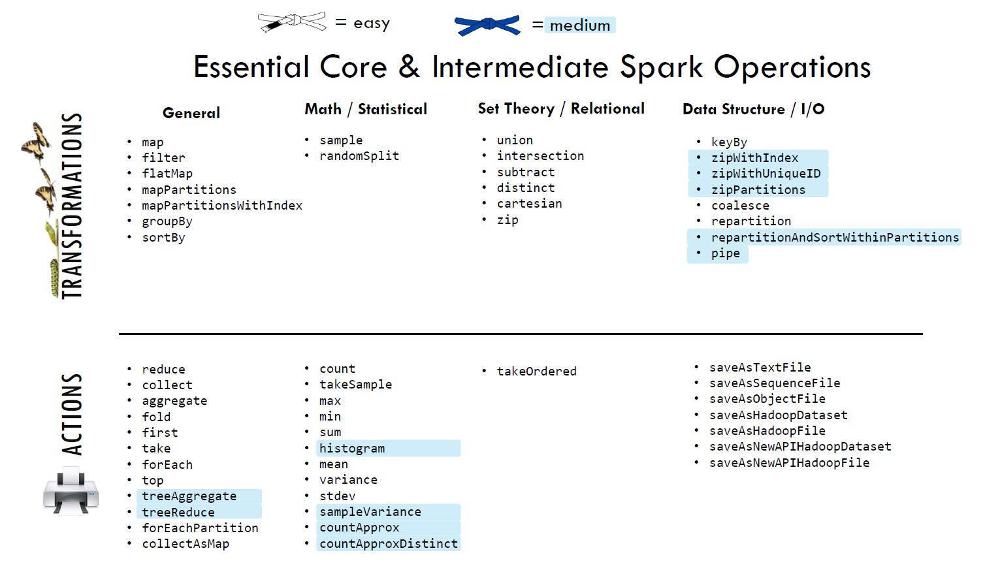 = easy
= medium
Essential Core & Intermediate Spark Operations
TRANSFORMATIONS
General
• map
• filter
• flatMap
• mapPartitions
• mapPartitionsWithIndex
• groupBy
• sortBy
Math / Statistical
• sample
• randomSplit
Set Theory / Relational
• union
• intersection
• subtract
• distinct
• cartesian
• zip
Data Structure / I/O
• keyBy
• zipWithIndex
• zipWithUniqueID
• zipPartitions
• coalesce
• repartition
• repartitionAndSortWithinPartitions
• pipe
ACTIONS
• reduce
• collect
• aggregate
• fold
• first
• take
• forEach
• top
• treeAggregate
• treeReduce
• forEachPartition
• collectAsMap
• count
• takeSample
• max
• min
• sum
• histogram
• mean
• variance
• stdev
• sampleVariance
• countApprox
• countApproxDistinct
• takeOrdered
• saveAsTextFile
• saveAsSequenceFile
• saveAsObjectFile
• saveAsHadoopDataset
• saveAsHadoopFile
• saveAsNewAPIHadoopDataset
• saveAsNewAPIHadoopFile